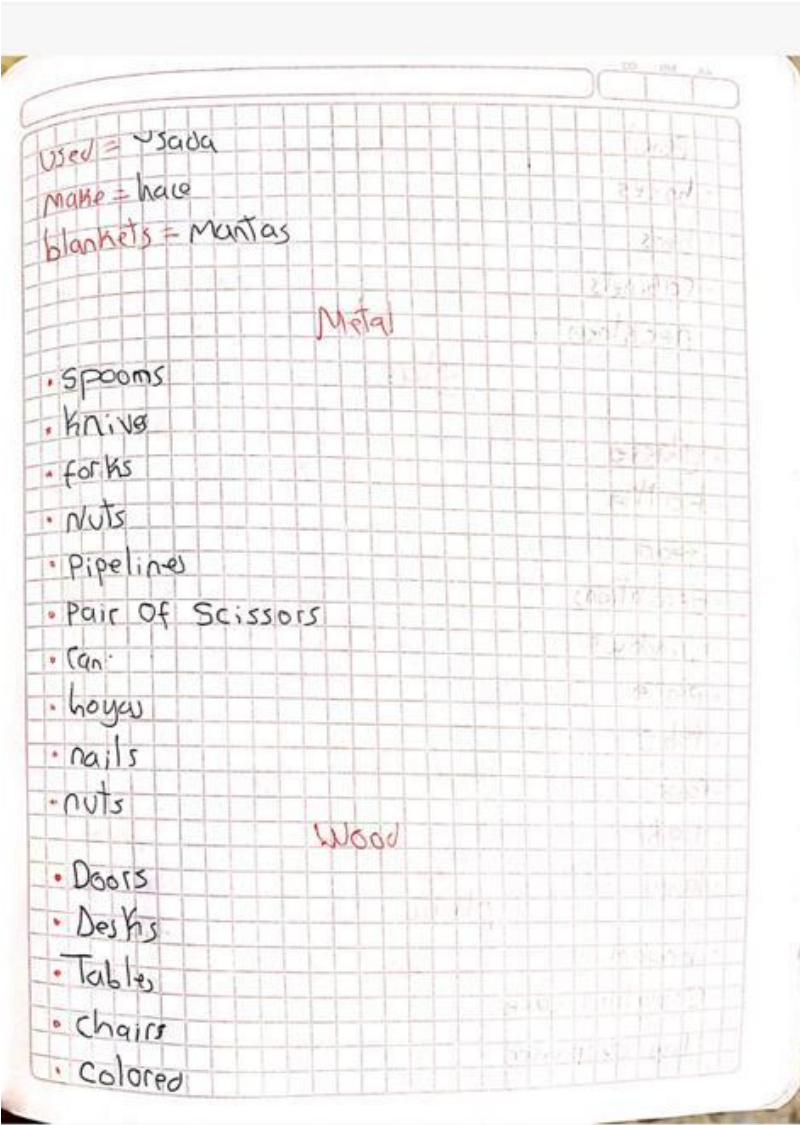 Used = Usada
Make = hace
blankets = Mantas
Metal
• Spooms
• knives
• forks
• Nuts
• Pipelines
• Pair Of Scissors
• Can
• hoyas
• nails
• nuts
Wood
• Doors
• Desks
• Tables
• Chairs
• Colored